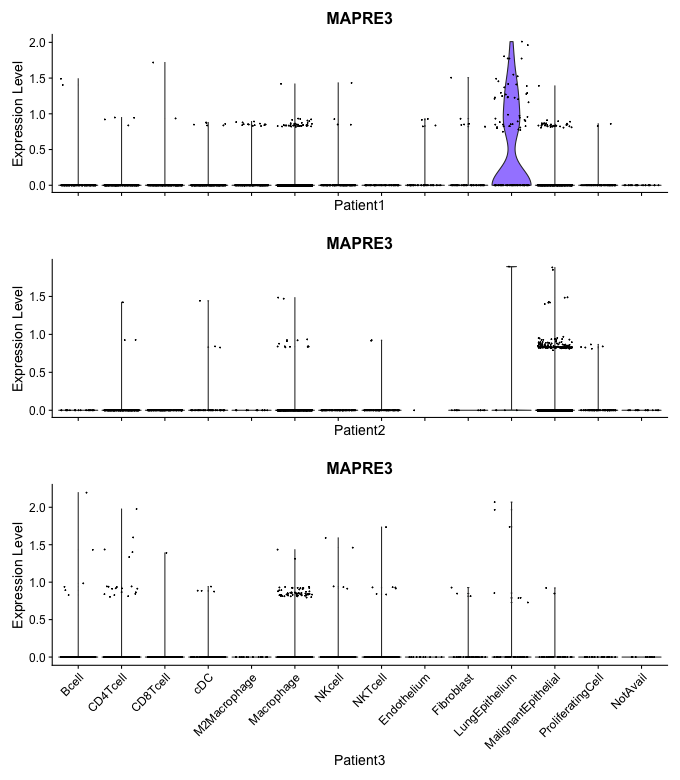 MAPRE3
Expression Level
2.0
1.5
1.0
0.5
0.0
Patient1
MAPRE3
Expression Level
1.5
1.0
0.5
0.0
Patient2
MAPRE3
Expression Level
2.0
1.5
1.0
0.5
0.0
Bcell
CD4Tcell
CD8Tcell
cDC
M2Macrophage
Macrophage
NKcell
NKTcell
Endothelium
Fibroblast
LungEpithelium
MalignantEpithelial
ProliferatingCell
NotAvail
Patient3